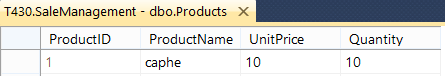 T430.SaleManagement - dbo.Products
ProductID ProductName UnitPrice Quantity
1 caphe 10 10